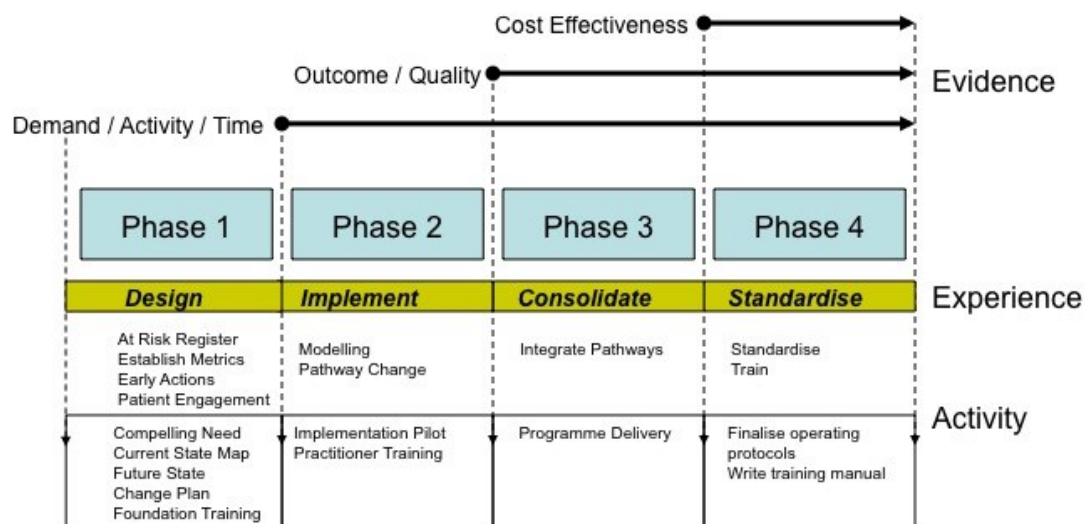 Cost Effectiveness
Outcome / Quality
Evidence
Demand / Activity / Time
Phase 1
Phase 2
Phase 3
Phase 4
Design
Implement
Consolidate
Standardise
Experience
At Risk Register
Establish Metrics
Early Actions
Patient Engagement
Modelling
Pathway Change
Integrate Pathways
Standardise
Train
Activity
Compelling Need
Current State Map
Future State
Change Plan
Foundation Training
Implementation Pilot
Practitioner Training
Programme Delivery
Finalise operating
protocols
Write training manual